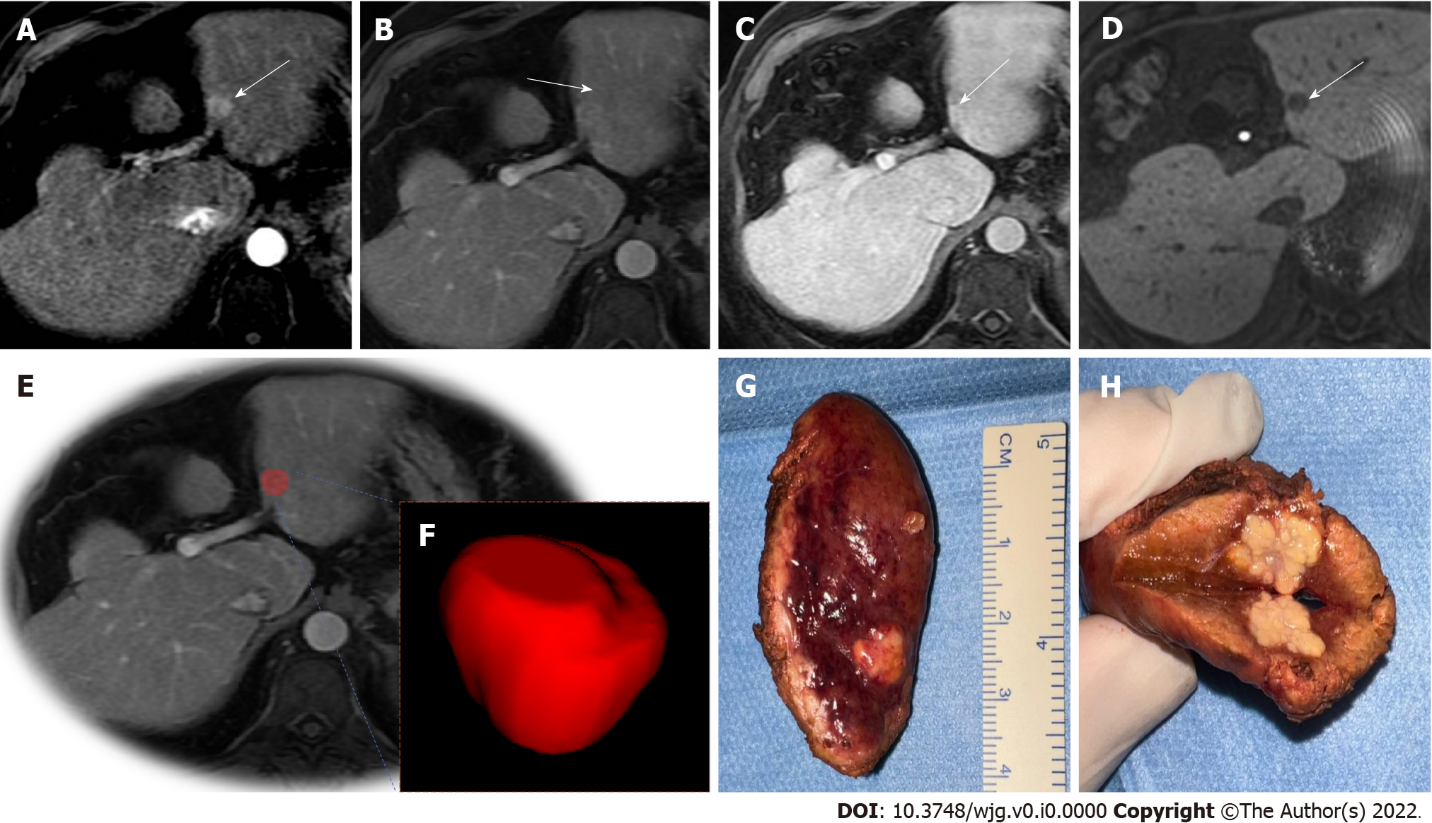 A
B
C
D
E
F
G
H
CM
1
2
3
4
5
4
DOI: 10.3748/wjg.v0.i0.0000 Copyright ©The Author(s) 2022.